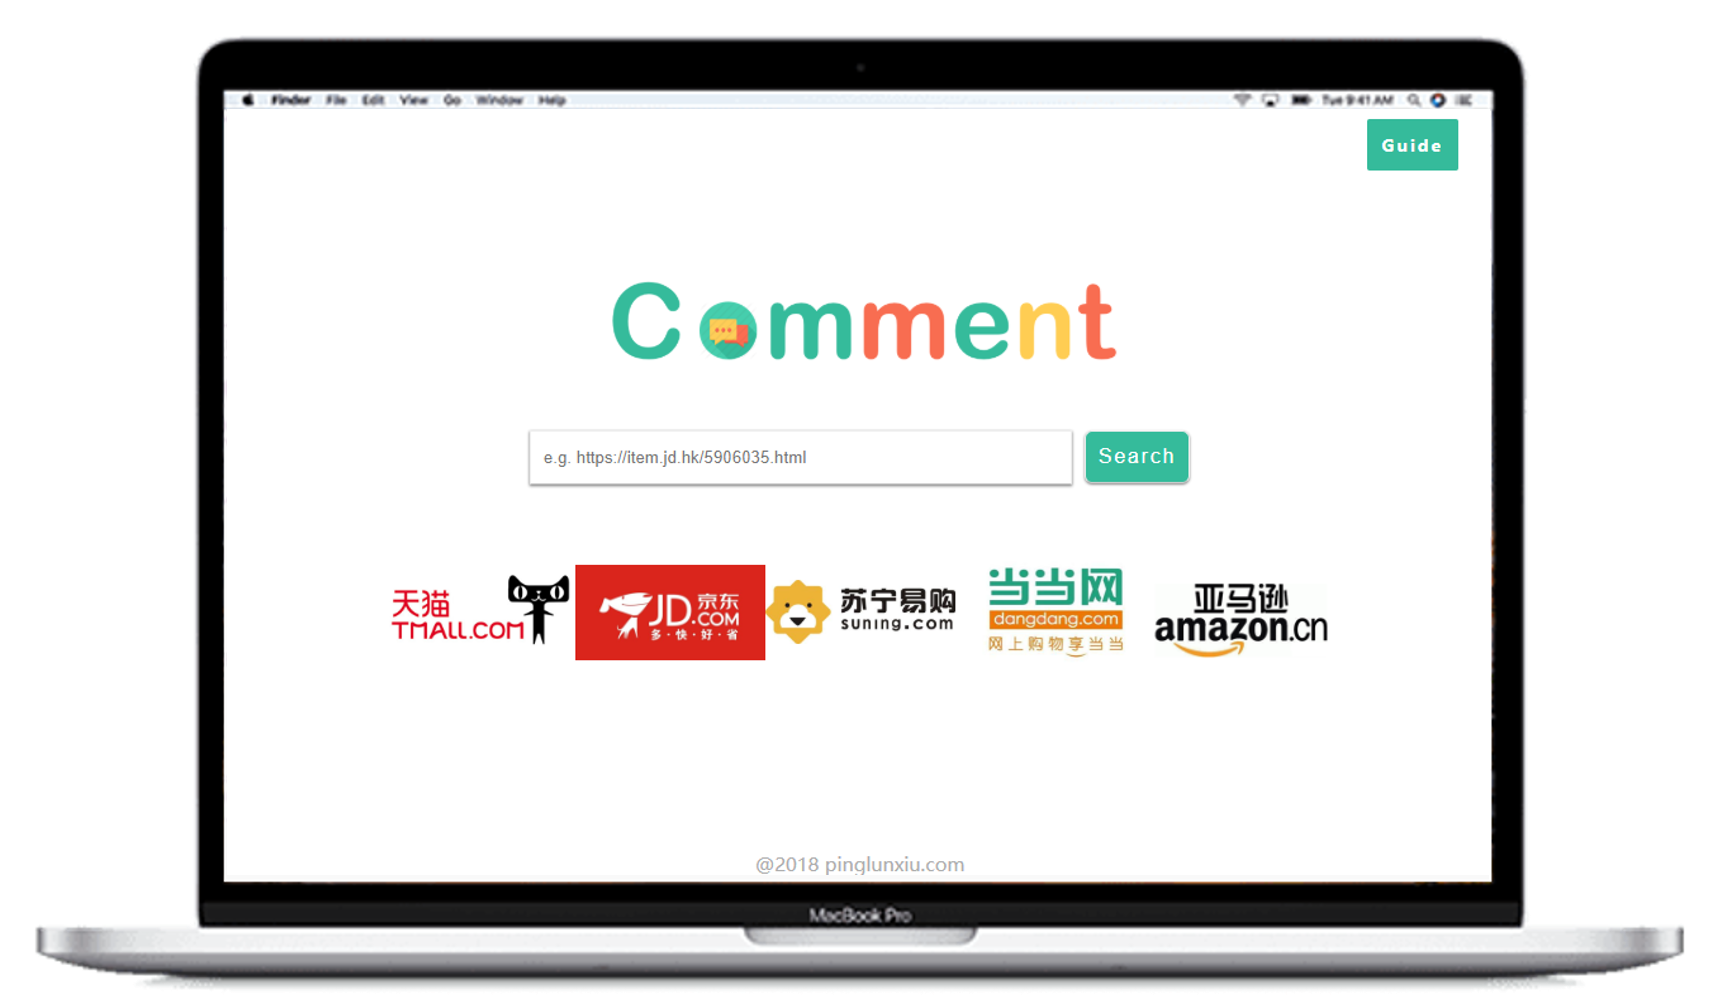 Finder File Edit View Go Window Help Tue 9:41 AM
Guide
Comment
e.g. https://item.jd.hk/5906035.html
Search
天猫
TMALL.COM
JD.COM 京东
多·快·好·省
苏宁易购
suning.com
当当网
dangdang.com
网上购物享当当
亚马逊
amazon.cn
@2018 pinglunxiu.com
MacBook Pro